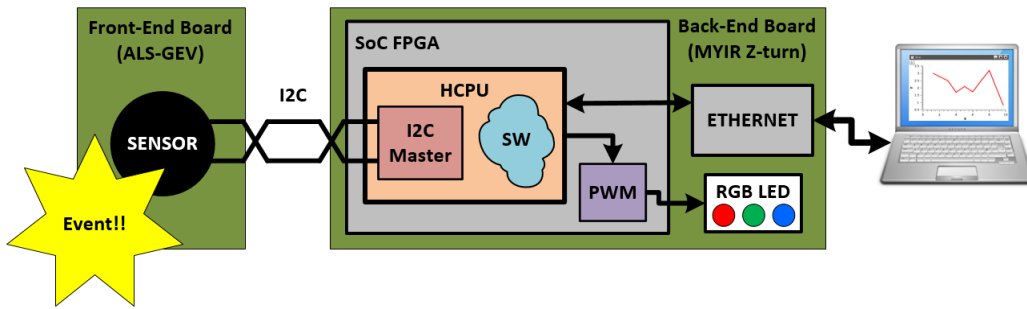 Front-End Board
(ALS-GEV)
SENSOR
Event!!
I2C
SoC FPGA
HCPU
I2C
Master
SW
PWM
Back-End Board
(MYIR Z-turn)
ETHERNET
RGB LED